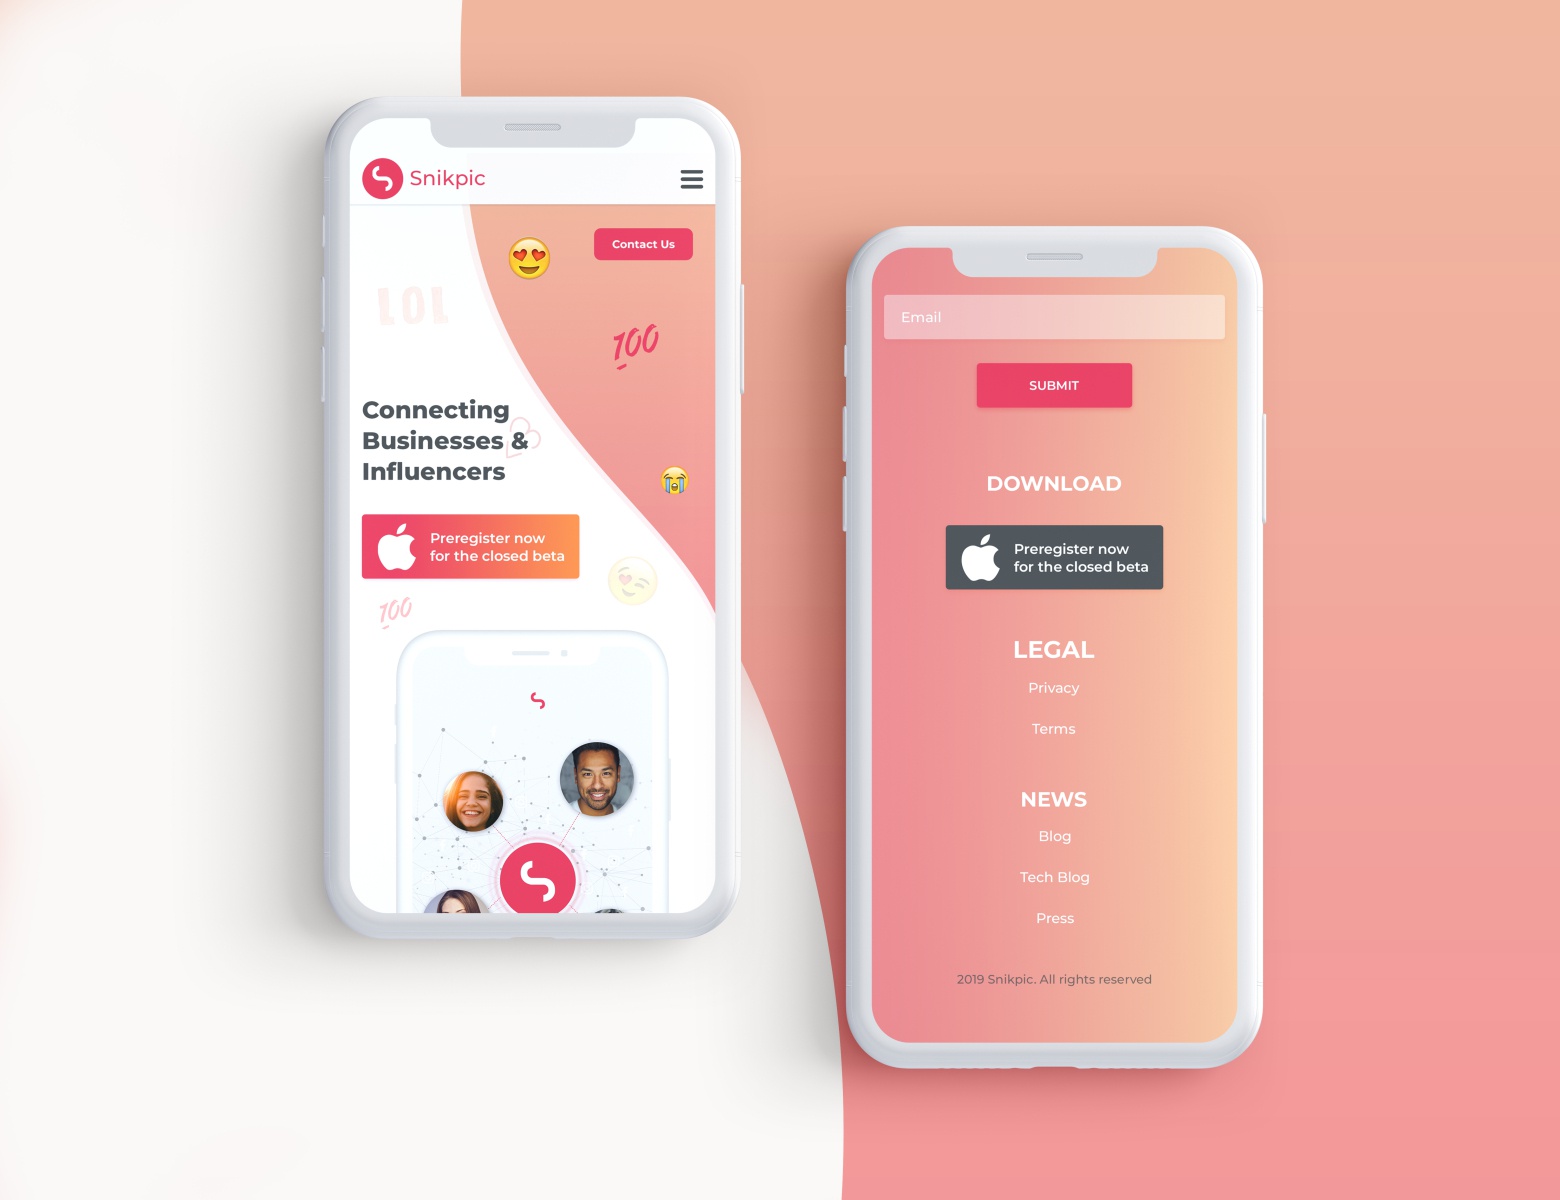 Snikpic
Contact Us
LOL
100
Connecting
Businesses &
Influencers
Preregister now
for the closed beta
100
Email
SUBMIT
DOWNLOAD
Preregister now
for the closed beta
LEGAL
Privacy
Terms
NEWS
Blog
Tech Blog
Press
2019 Snikpic. All rights reserved